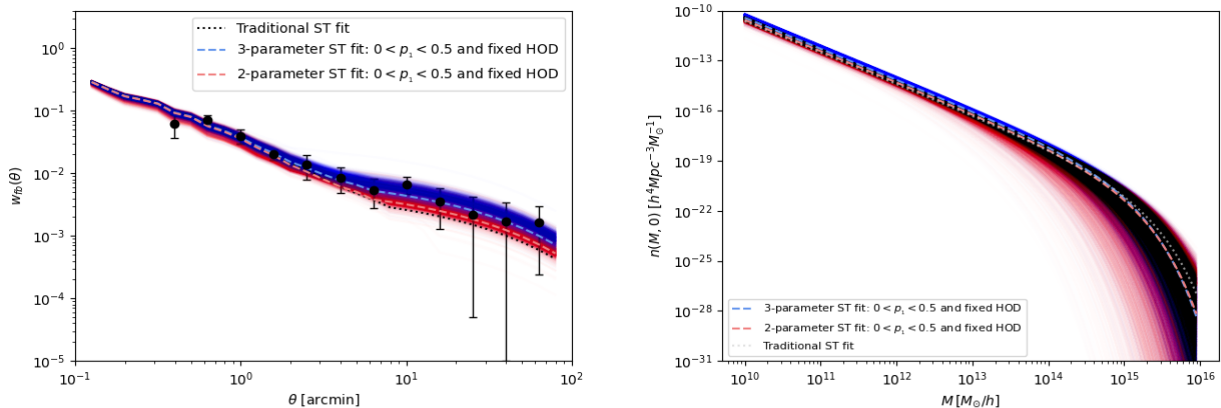 Traditional ST fit
3-parameter ST fit: 0 < p₁ < 0.5 and fixed HOD
2-parameter ST fit: 0 < p₁ < 0.5 and fixed HOD
10⁰
10⁻¹
10⁻²
10⁻³
10⁻⁴
10⁻⁵
w_fb(θ)
10⁻¹ 10⁰ 10¹ 10²
θ [arcmin]
10⁻¹⁰
10⁻¹³
10⁻¹⁶
10⁻¹⁹
10⁻²²
10⁻²⁵
10⁻²⁸
10⁻³¹
n(M, 0) [h⁴Mpc⁻³M⊙⁻¹]
3-parameter ST fit: 0 < p₁ < 0.5 and fixed HOD
2-parameter ST fit: 0 < p₁ < 0.5 and fixed HOD
Traditional ST fit
10¹⁰ 10¹¹ 10¹² 10¹³ 10¹⁴ 10¹⁵ 10¹⁶
M [M⊙/h]